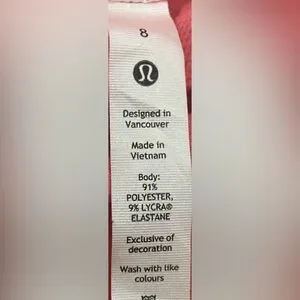 8
Designed in
Vancouver
Made in
Vietnam
Body:
91%
POLYESTER,
9% LYCRA®
ELASTANE
Exclusive of
decoration
Wash with like
colours